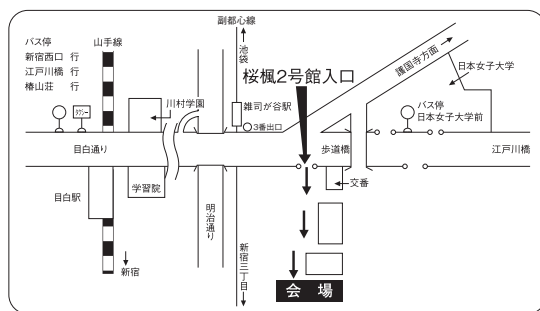 副都心線
池袋
桜楓2号館入口
護国寺方面
日本女子大学
バス停
新宿西口 行
江戸川橋 行
椿山荘 行
山手線
タクシー
川村学園
雑司が谷駅
3番出口
バス停
日本女子大学前
目白通り
歩道橋
江戸川橋
交番
目白駅
学習院
明治通り
新宿三丁目
新宿
会場